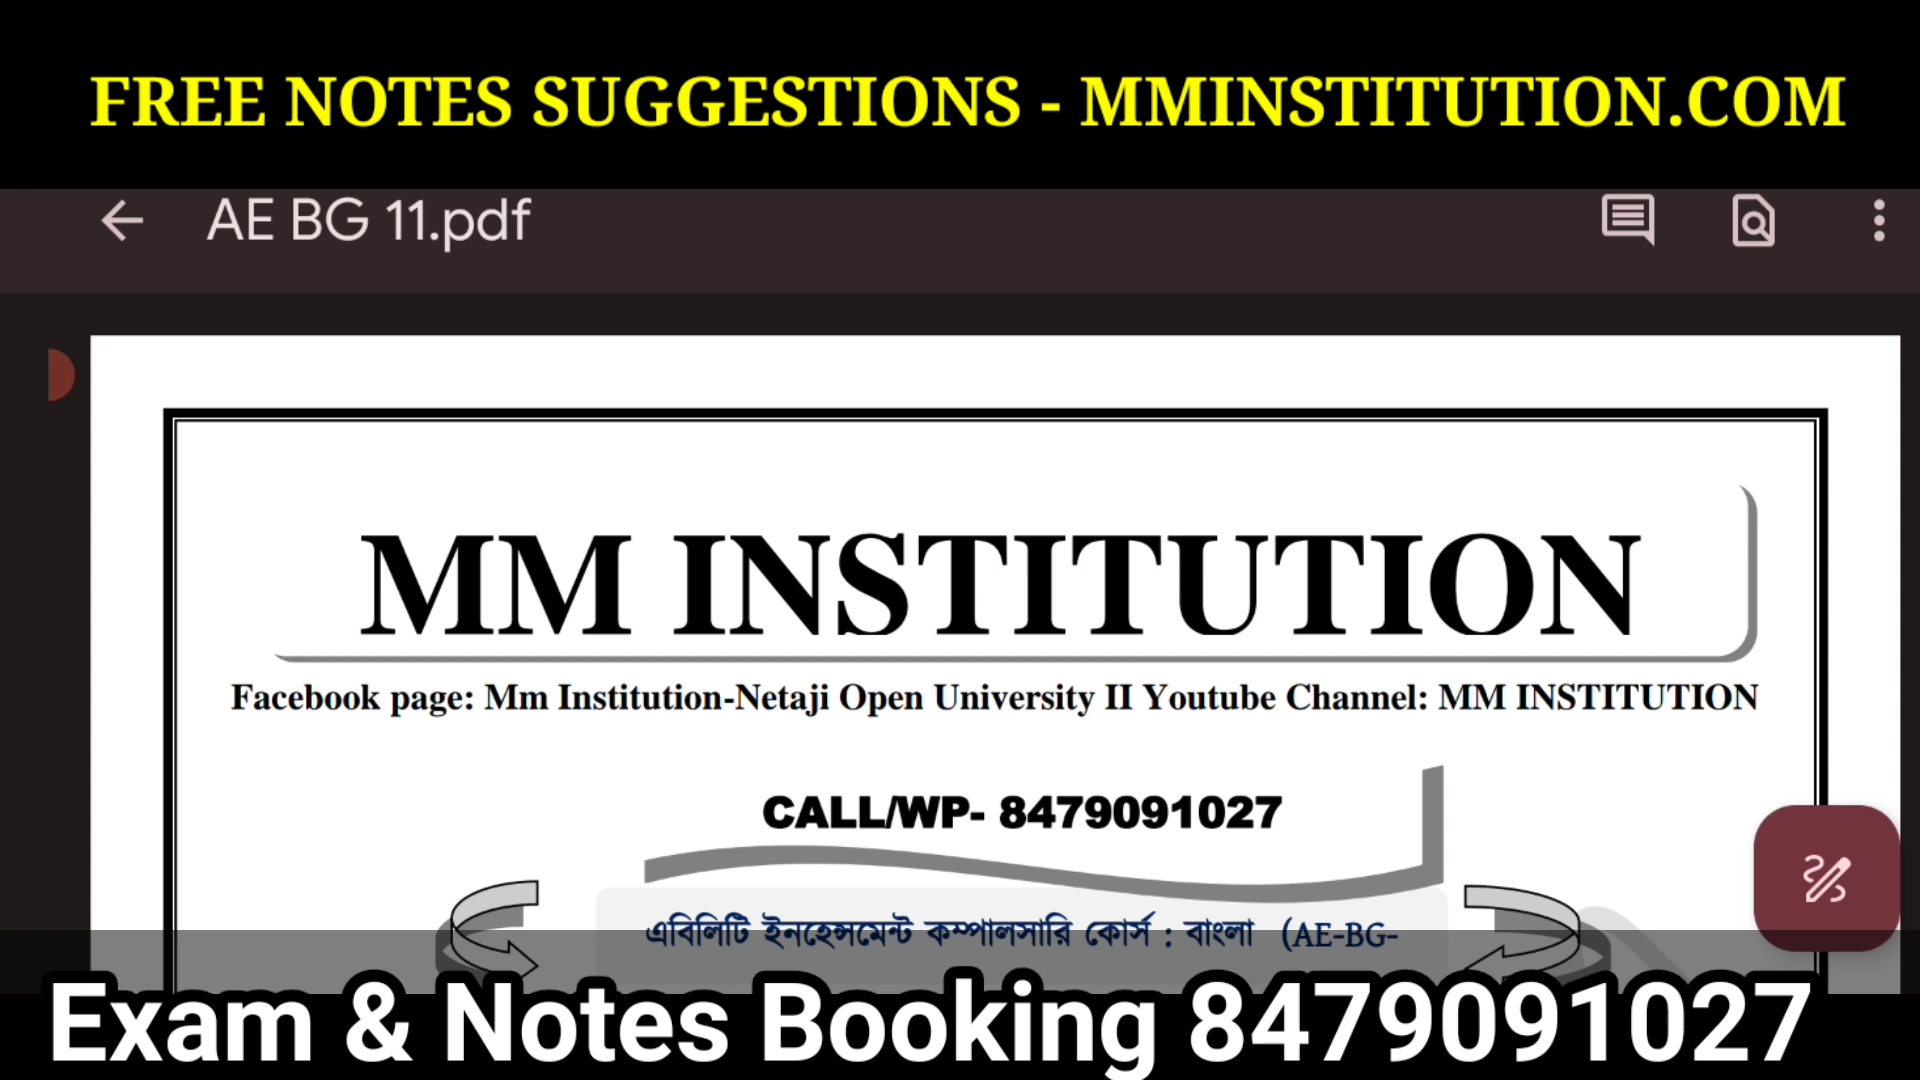 FREE NOTES SUGGESTIONS - MMINSTITUTION.COM
AE BG 11.pdf
MM INSTITUTION
Facebook page: Mm Institution-Netaji Open University II Youtube Channel: MM INSTITUTION
CALL/WP- 8479091027
এবিলিটি ইনহেন্সমেন্ট কম্পালসারি কোর্স : বাংলা (AE-BG-
Exam & Notes Booking 8479091027